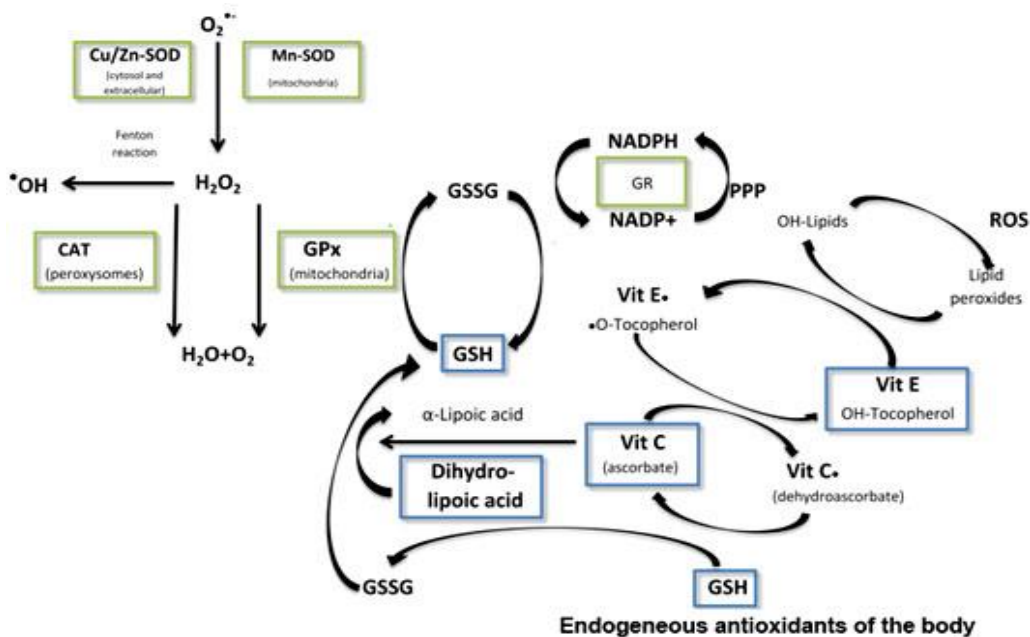 O₂•-
Cu/Zn-SOD
(cytosol and
extracellular)
Mn-SOD
(mitochondria)
Fenton
reaction
•OH
H₂O₂
CAT
(peroxysomes)
GPx
(mitochondria)
H₂O+O₂
GSSG
GSH
NADPH
GR
NADP+
PPP
OH-Lipids
ROS
Lipid
peroxides
Vit E•
•O-Tocopherol
Vit E
OH-Tocopherol
α-Lipoic acid
Dihydro-
lipoic acid
Vit C
(ascorbate)
Vit C•
(dehydroascorbate)
GSSG
GSH
Endogeneous antioxidants of the body